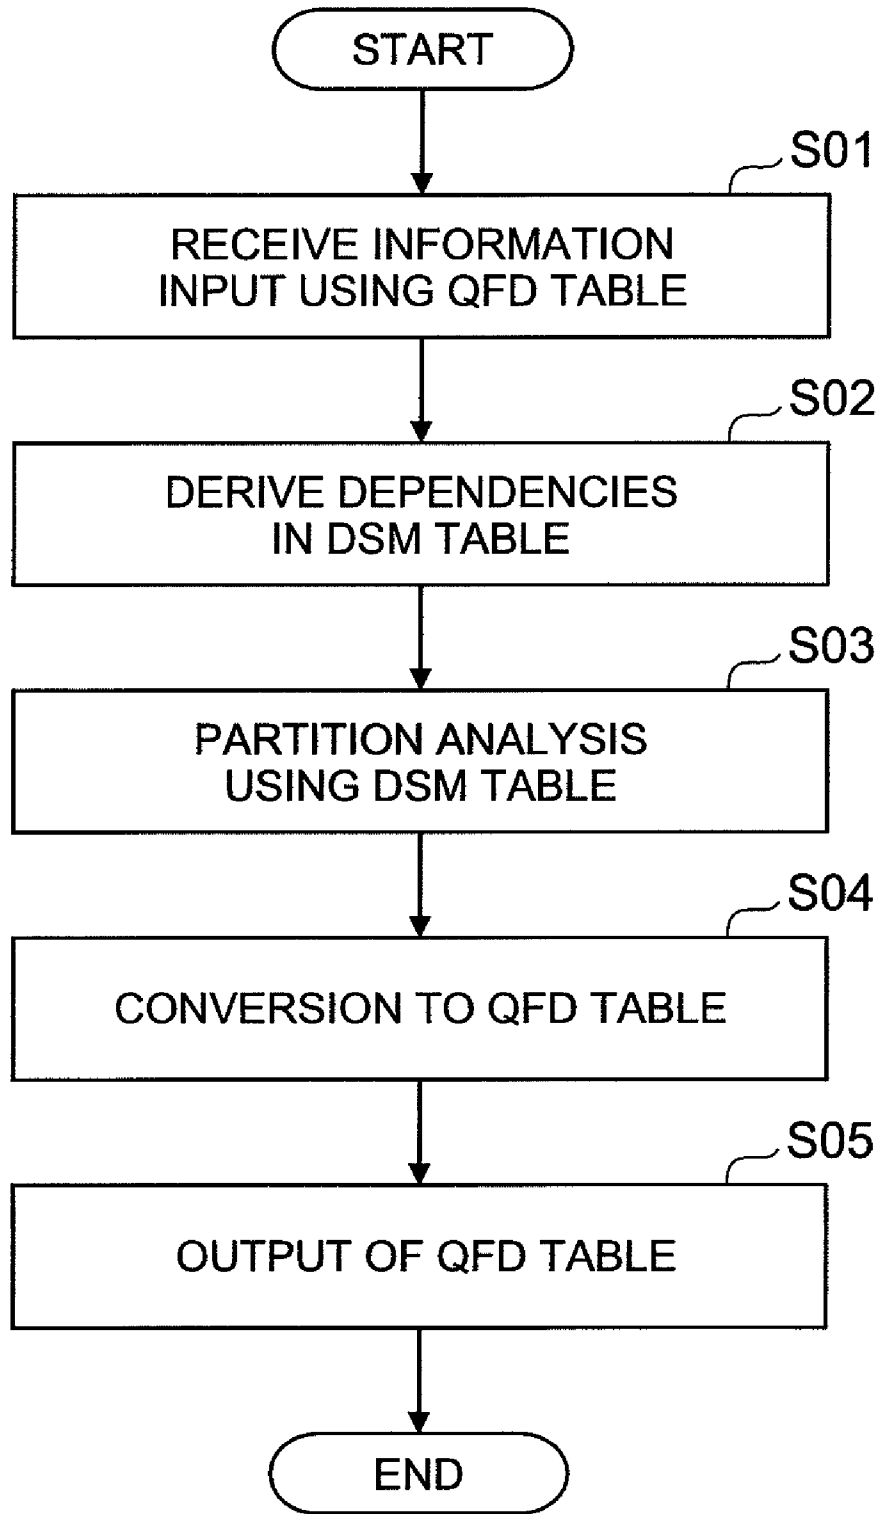 START
S01
RECEIVE INFORMATION
INPUT USING QFD TABLE
S02
DERIVE DEPENDENCIES
IN DSM TABLE
S03
PARTITION ANALYSIS
USING DSM TABLE
S04
CONVERSION TO QFD TABLE
S05
OUTPUT OF QFD TABLE
END